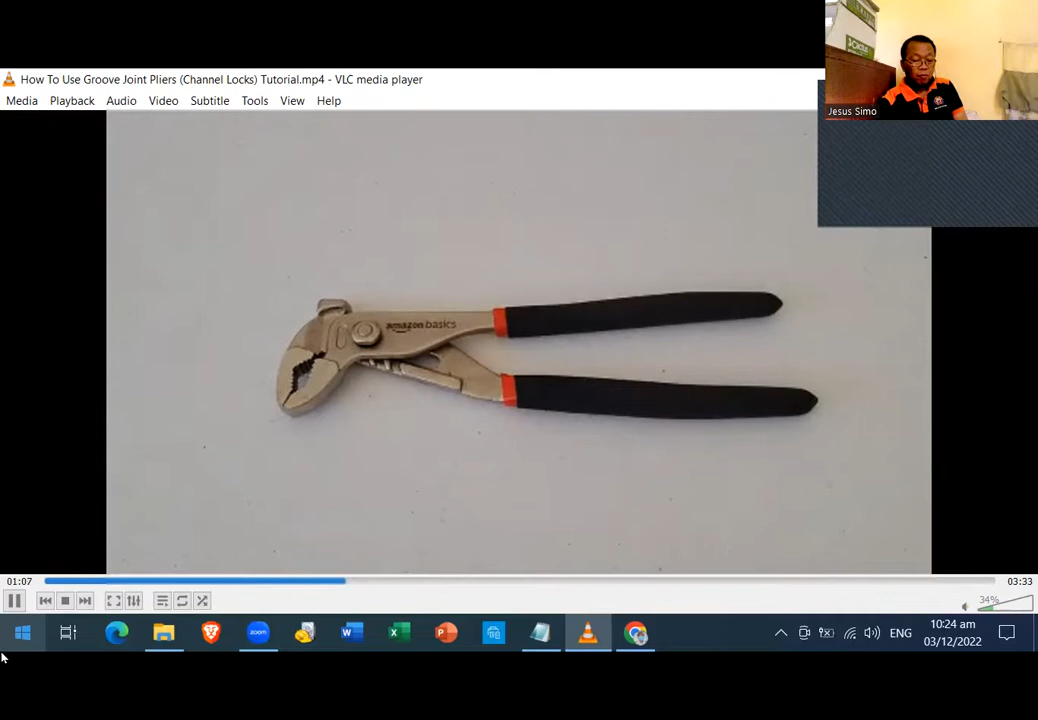 How To Use Groove Joint Pliers (Channel Locks) Tutorial.mp4 - VLC media player
Media Playback Audio Video Subtitle Tools View Help
Jesus Simo
amazon basics
01:07
03:33
34%
ENG
10:24 am
03/12/2022